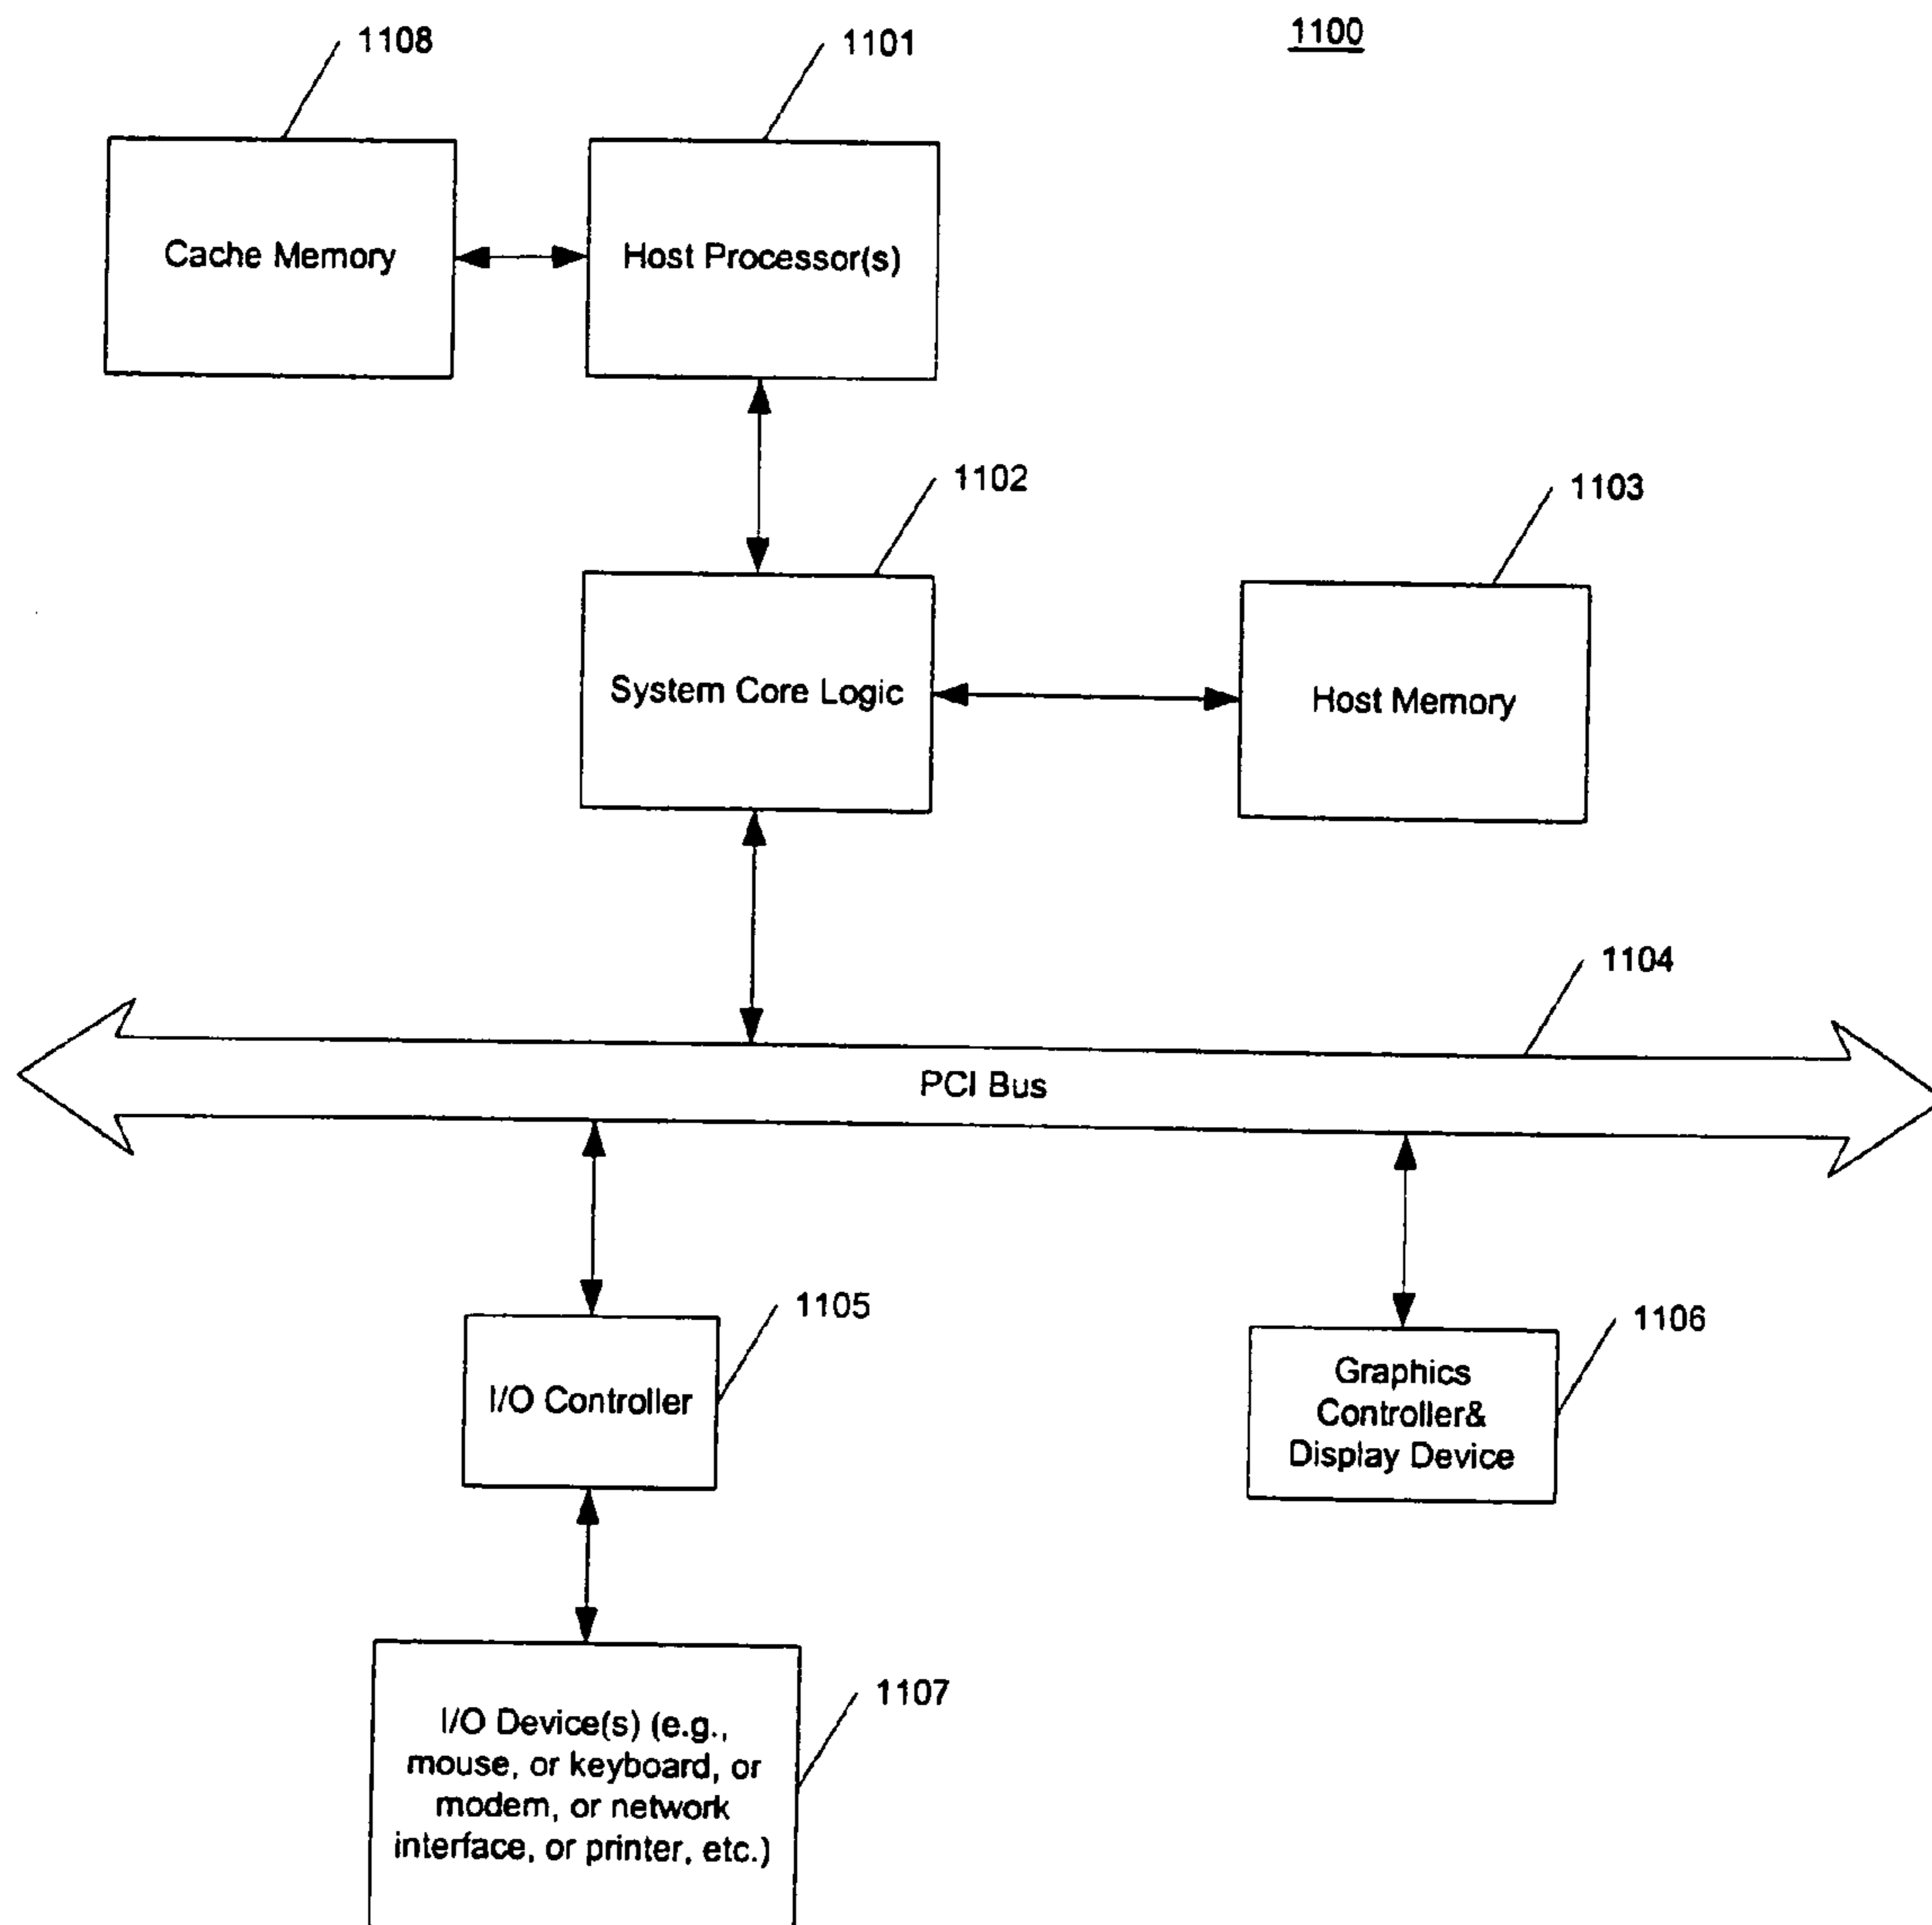 1108
1101
1100
Cache Memory
Host Processor(s)
1102
1103
System Core Logic
Host Memory
1104
PCI Bus
1105
1106
I/O Controller
Graphics
Controller&
Display Device
1107
I/O Device(s) (e.g.,
mouse, or keyboard, or
modem, or network
interface, or printer, etc.)